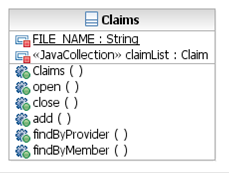 Claims
FILE_NAME : String
«JavaCollection» claimList : Claim
Claims ( )
open ( )
close ( )
add ( )
findByProvider ( )
findByMember ( )